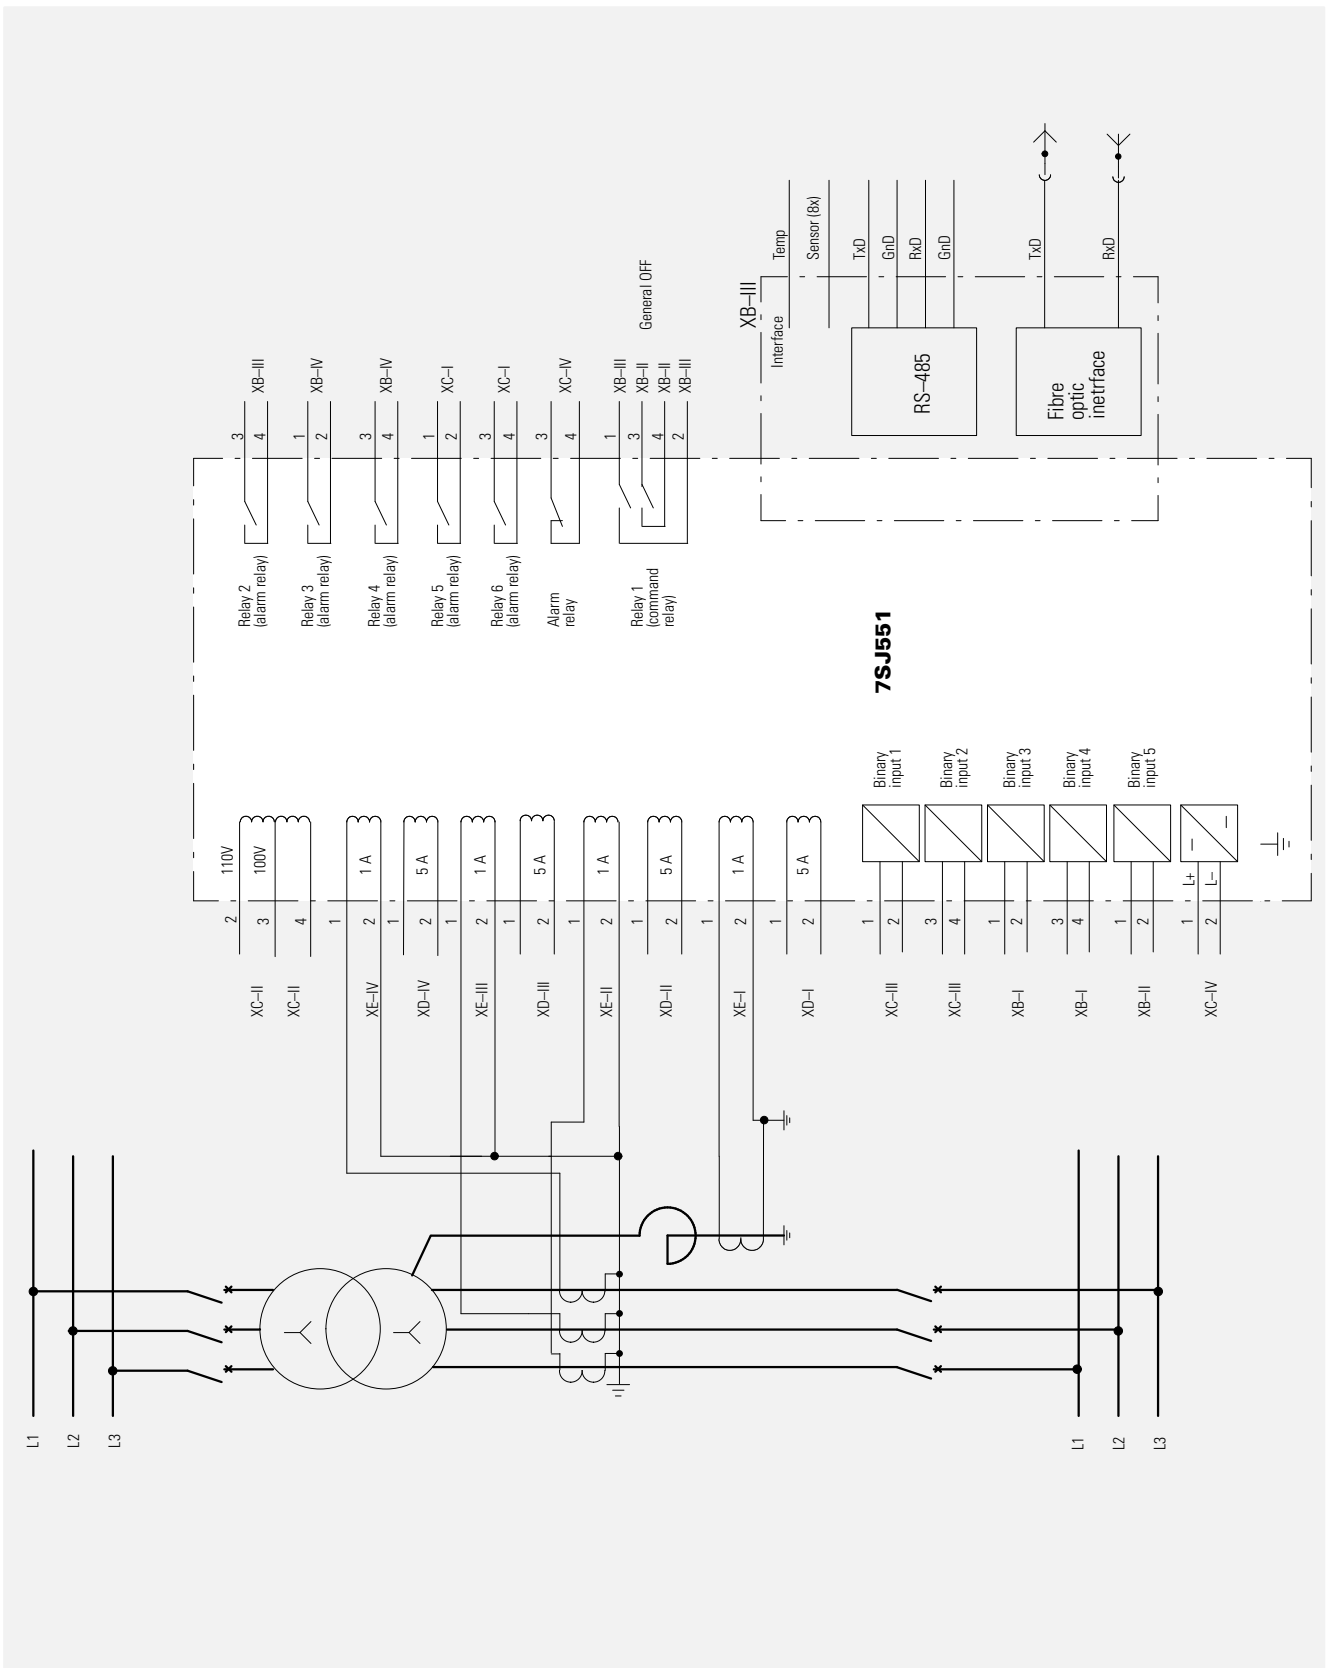 XB–III
3
4
Relay 2
(alarm relay)
XB–IV
1
2
Relay 3
(alarm relay)
XB–IV
3
4
Relay 4
(alarm relay)
XC–I
1
2
Relay 5
(alarm relay)
XC–I
3
4
Relay 6
(alarm relay)
XC–IV
3
4
Alarm
relay
General OFF
XB–III
XB–II
XB–II
XB–III
1
3
4
2
Relay 1
(command
relay)
XB–III
Interface
Temp
Sensor (8x)
TxD
GnD
RxD
GnD
RS–485
TxD
RxD
Fibre
optic
inetrface
7SJ551
110V
100V
2
3
4
XC–II
XC–II
1 A
1
2
XE–IV
5 A
1
2
XD–IV
1 A
1
2
XE–III
5 A
1
2
XD–III
1 A
1
2
XE–II
5 A
1
2
XD–II
1 A
1
2
XE–I
5 A
1
2
XD–I
Binary
input 1
1
2
XC–III
Binary
input 2
3
4
XC–III
Binary
input 3
1
2
XB–I
Binary
input 4
3
4
XB–I
Binary
input 5
1
2
XB–II
L+
L–
1
2
XC–IV
L1
L2
L3
L1
L2
L3